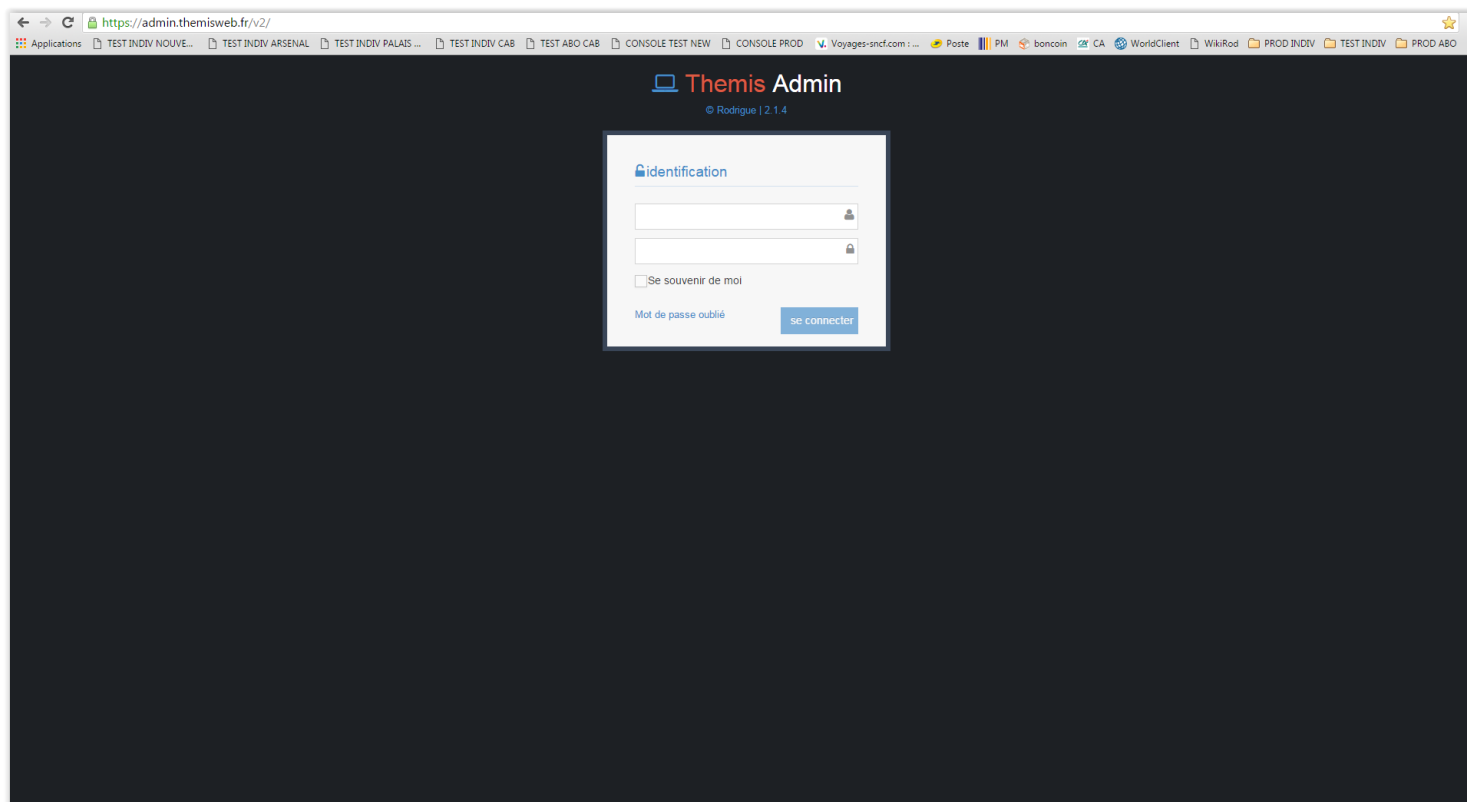 https://admin.themisweb.fr/v2/
Applications TEST INDIV NOUVE... TEST INDIV ARSENAL TEST INDIV PALAIS ... TEST INDIV CAB TEST ABO CAB CONSOLE TEST NEW CONSOLE PROD Voyages-sncf.com : ... Poste PM boncoin CA WorldClient WikiRod PROD INDIV TEST INDIV PROD ABO
Themis Admin
© Rodrigue | 2.1.4
identification
Se souvenir de moi
Mot de passe oublié se connecter